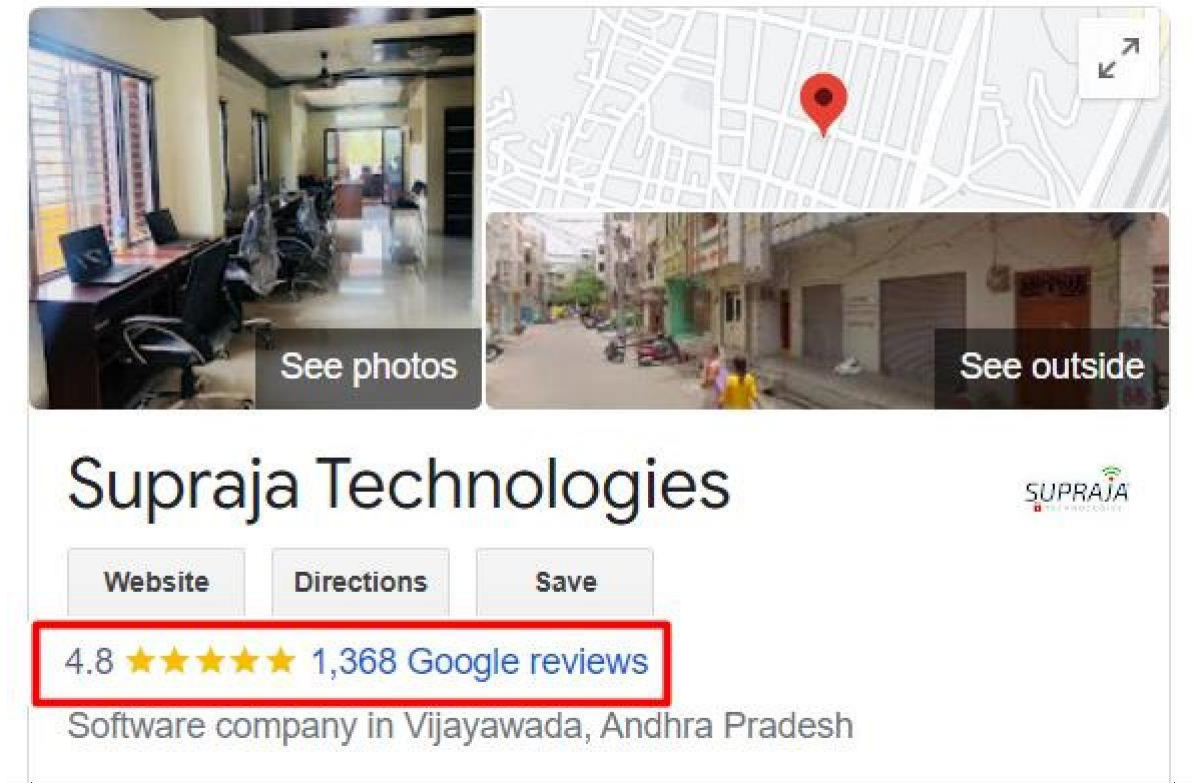 See photos
See outside
Supraja Technologies
SUPRAJA
TECHNOLOGIES
Website
Directions
Save
4.8 1,368 Google reviews
Software company in Vijayawada, Andhra Pradesh